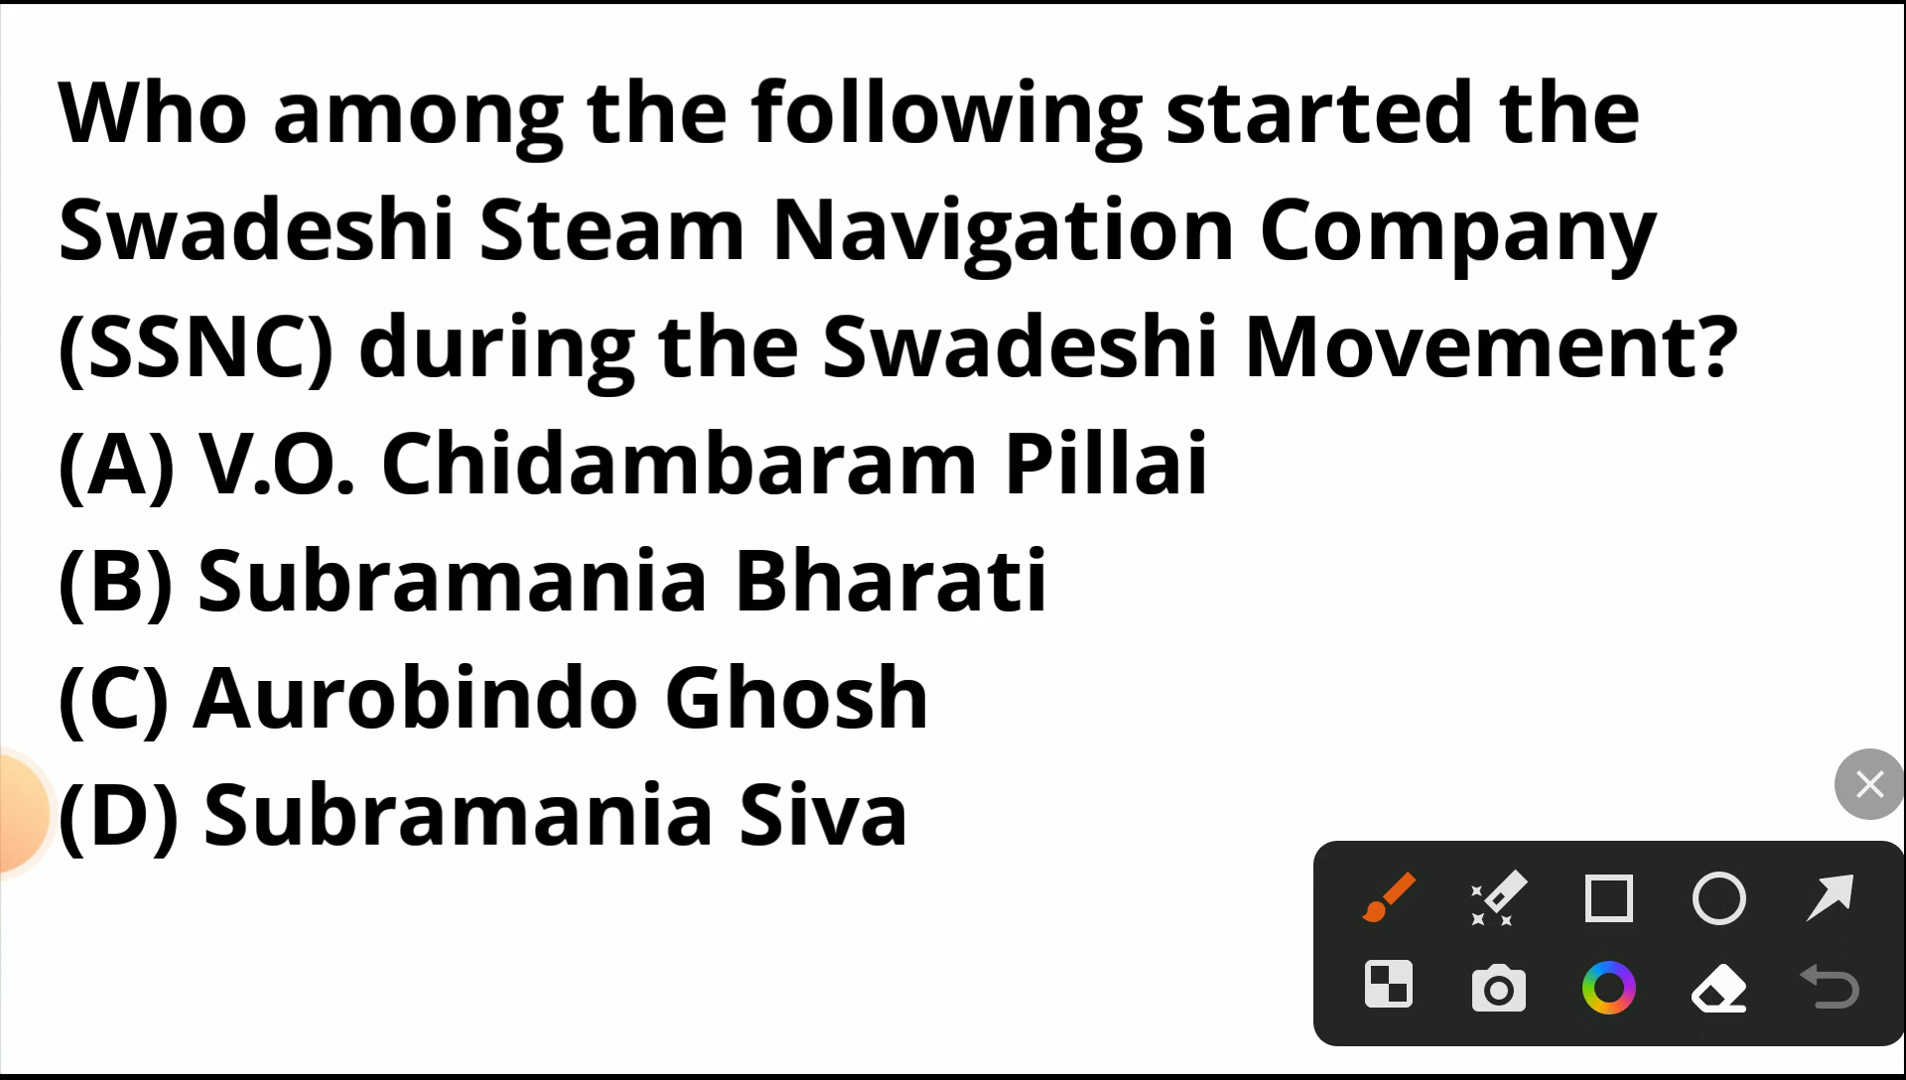 Who among the following started the
Swadeshi Steam Navigation Company
(SSNC) during the Swadeshi Movement?
(A) V.O. Chidambaram Pillai
(B) Subramania Bharati
(C) Aurobindo Ghosh
(D) Subramania Siva